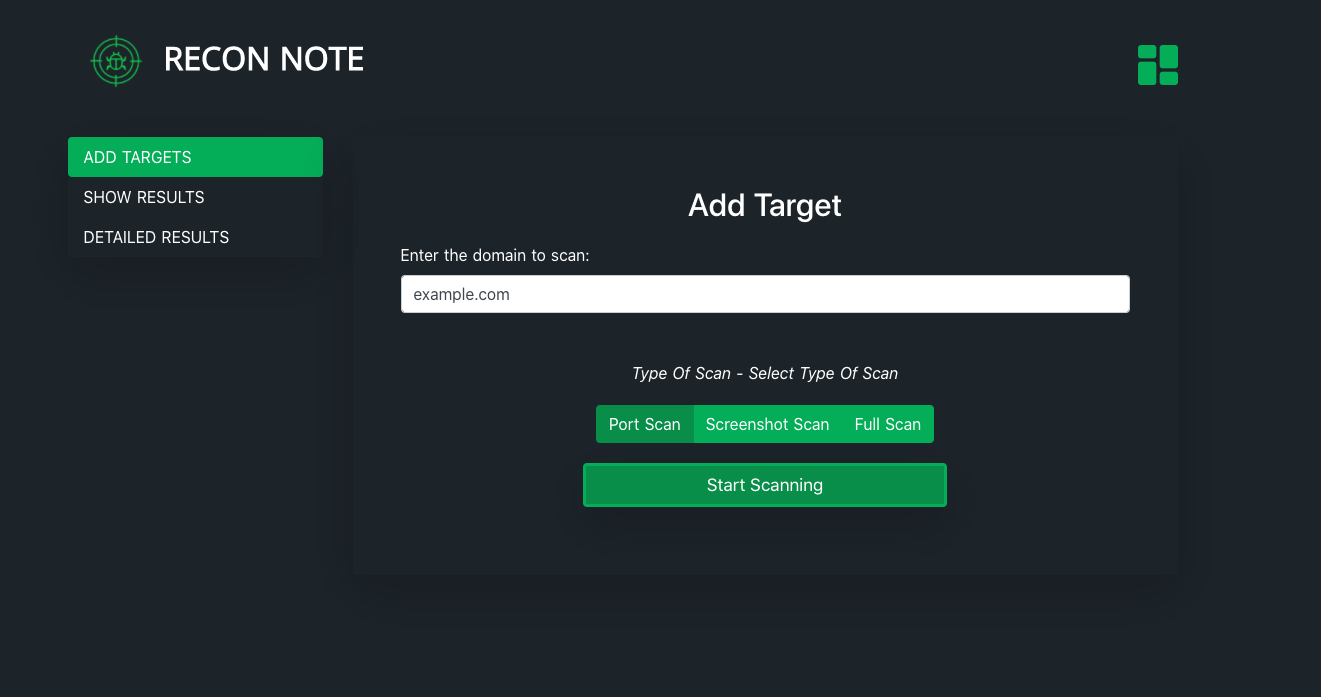 RECON NOTE
ADD TARGETS
SHOW RESULTS
DETAILED RESULTS
Add Target
Enter the domain to scan:
example.com
Type Of Scan - Select Type Of Scan
Port Scan Screenshot Scan Full Scan
Start Scanning